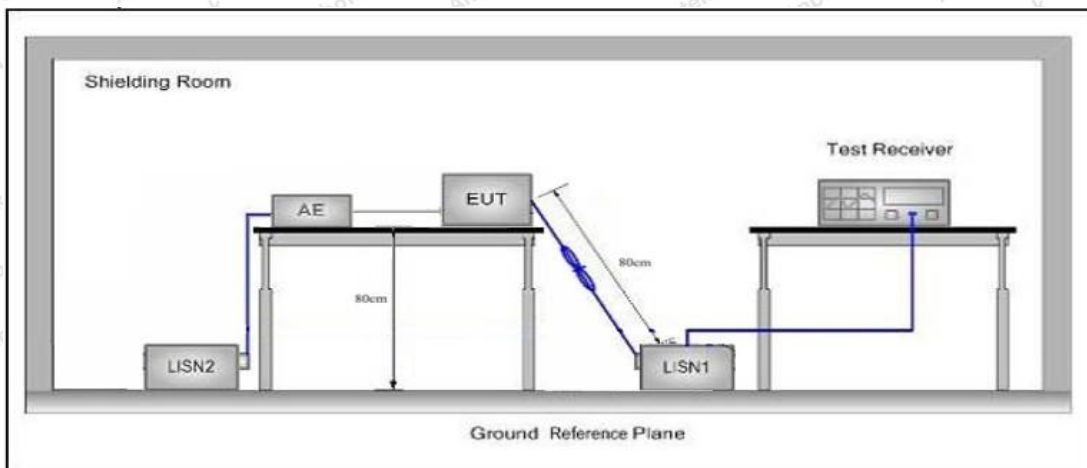 Shielding Room
Test Receiver
AE
EUT
80cm
80cm
LISN2
LISN1
Ground Reference Plane